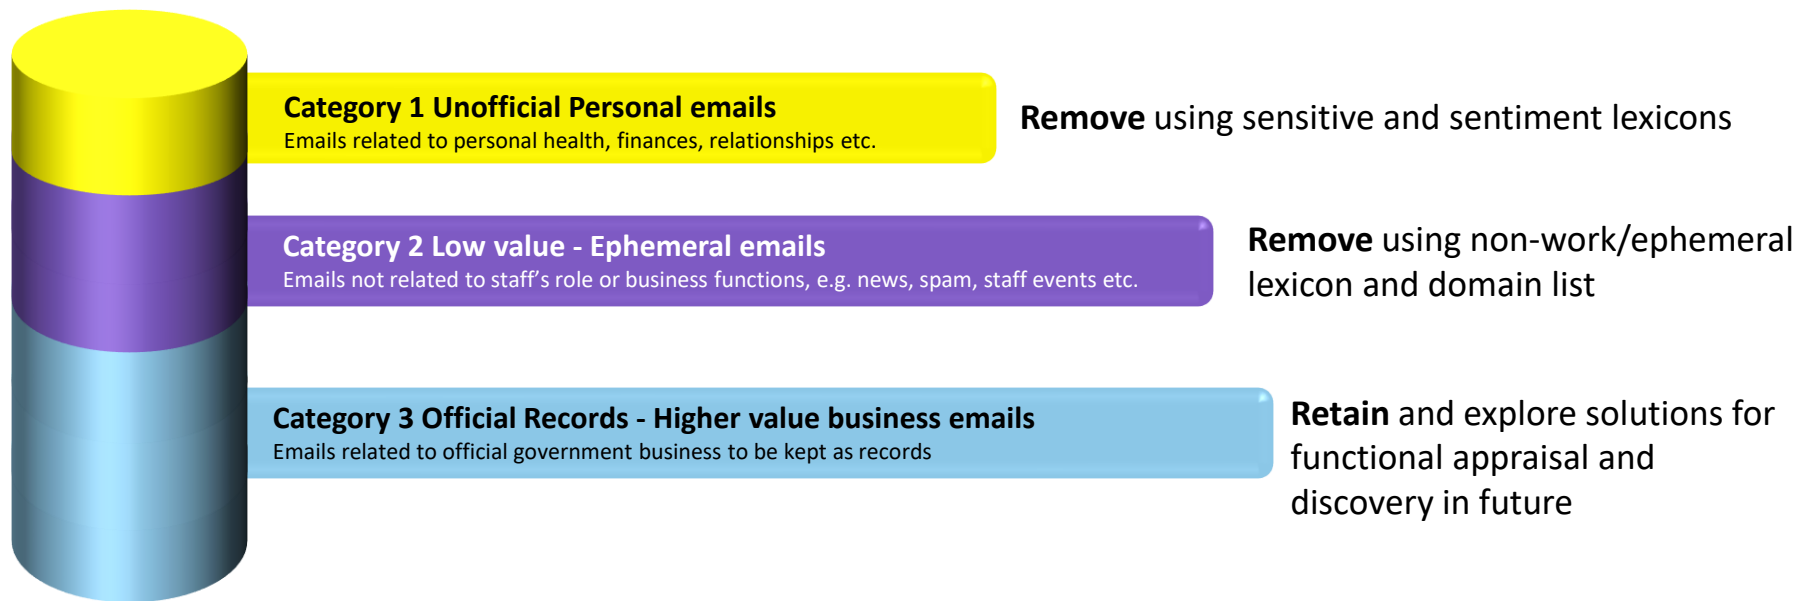 Category 1 Unofficial Personal emails
Emails related to personal health, finances, relationships etc.
Remove using sensitive and sentiment lexicons
Category 2 Low value - Ephemeral emails
Emails not related to staff’s role or business functions, e.g. news, spam, staff events etc.
Remove using non-work/ephemeral
lexicon and domain list
Category 3 Official Records - Higher value business emails
Emails related to official government business to be kept as records
Retain and explore solutions for
functional appraisal and
discovery in future